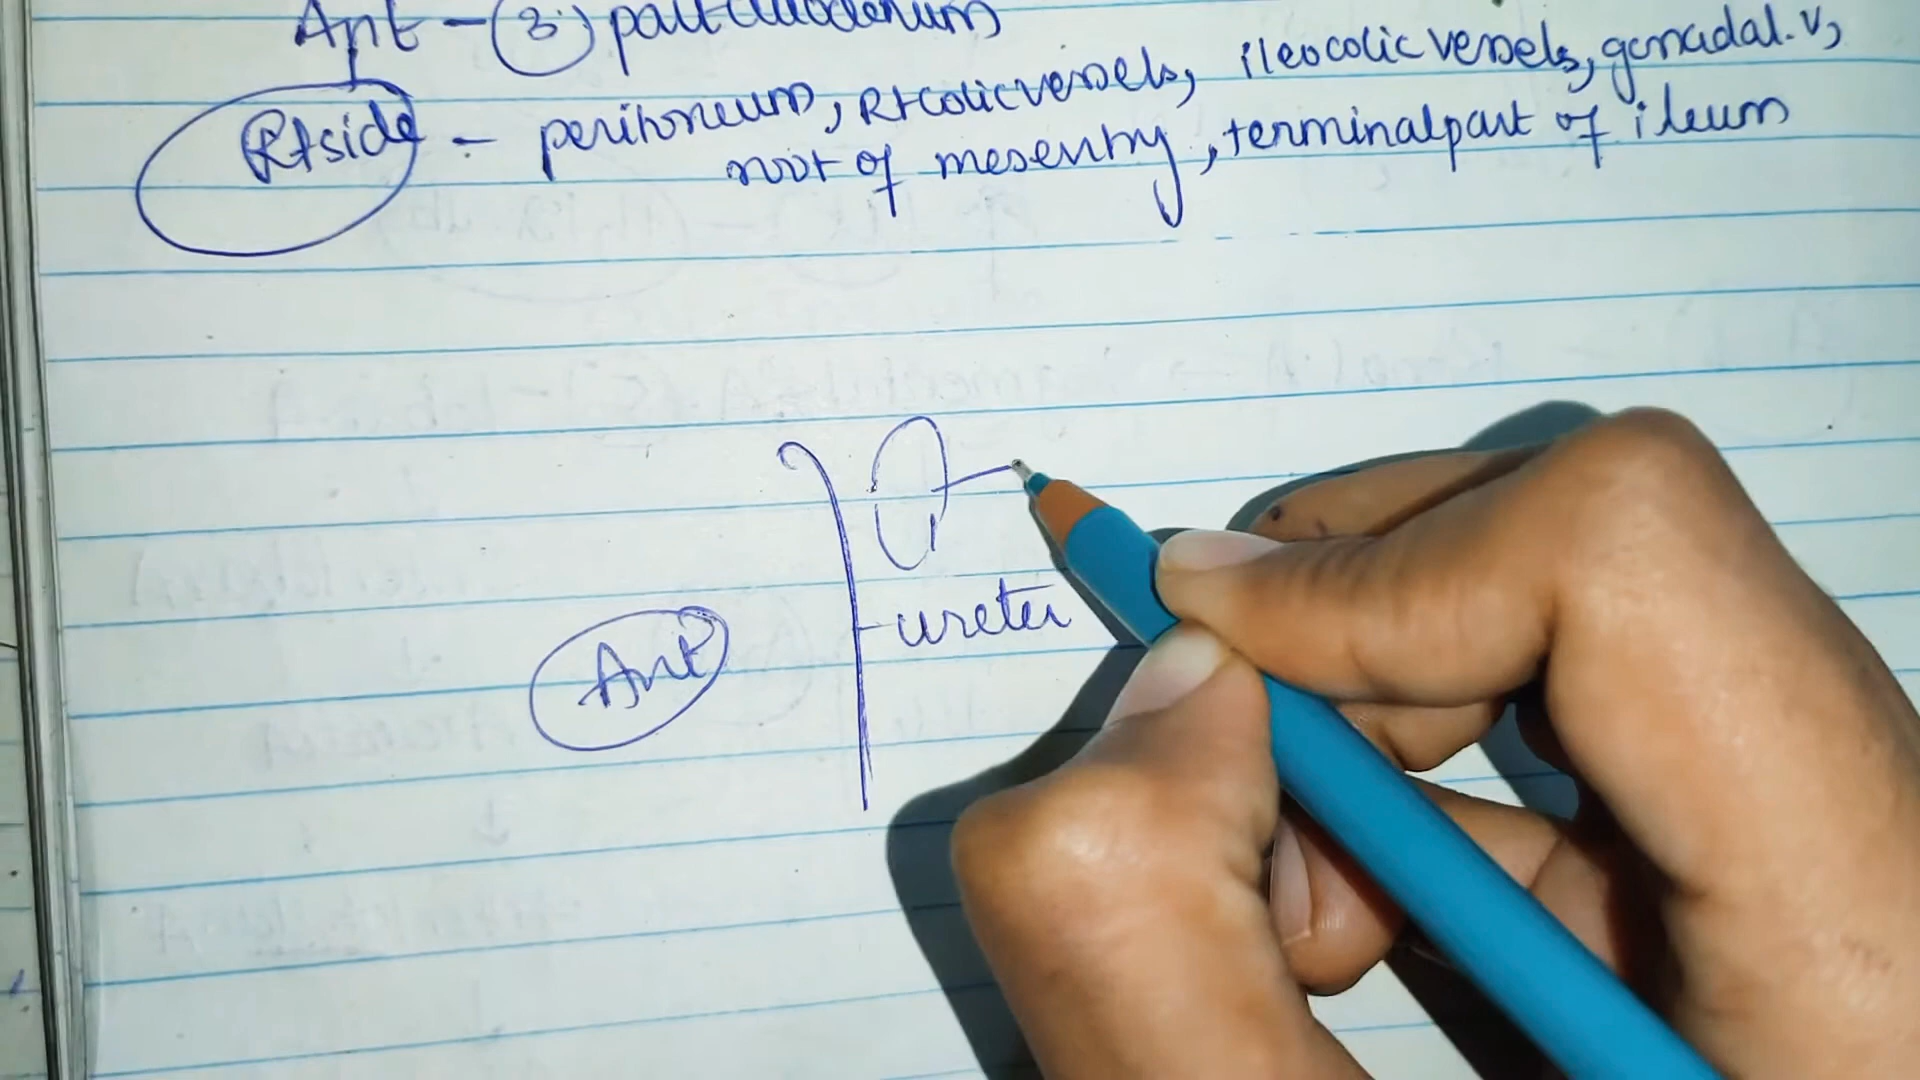 Ant - (3) part duodenum
Rtside - peritoneum, Rt colic vessels, ileocolic vessels, gonadal.v,
root of mesentry, terminal part of ileum
ureter
Ant